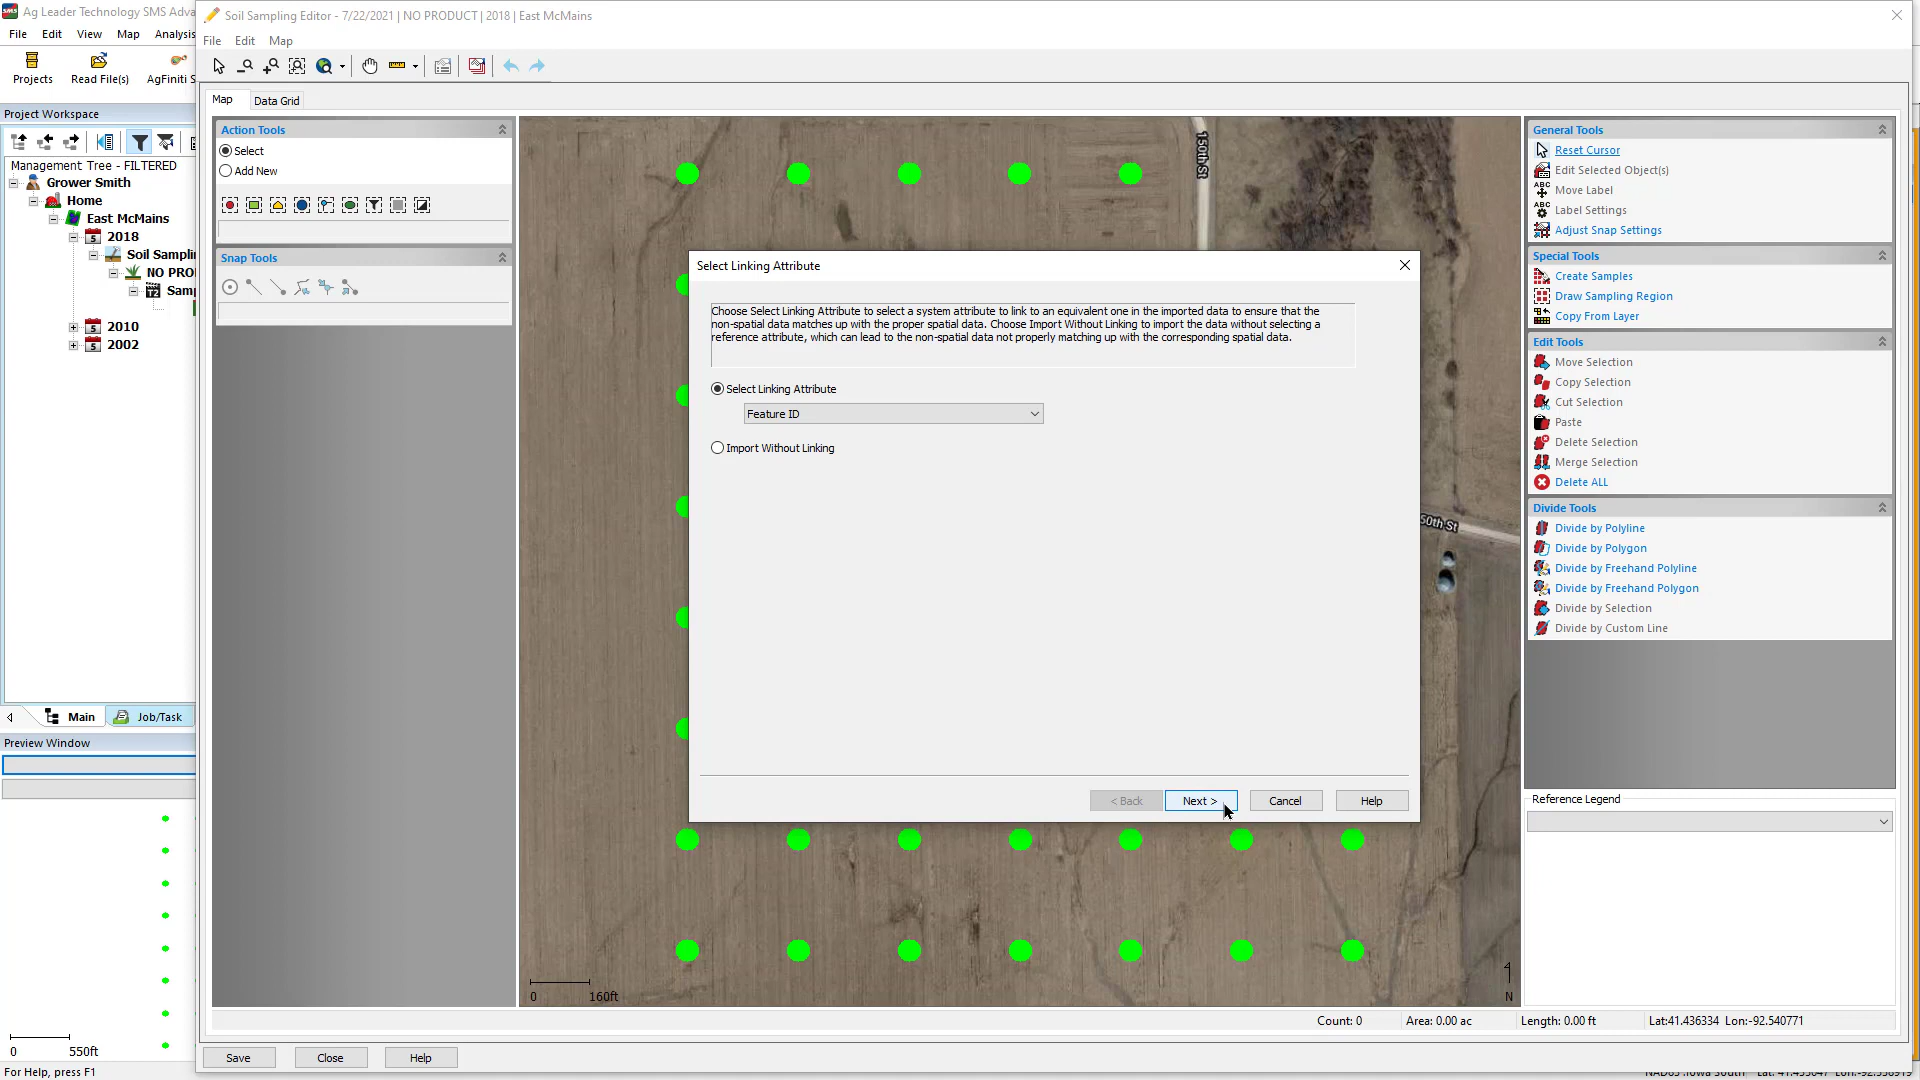 Ag Leader Technology SMS Adva
File Edit View Map Analysis
Projects Read File(s) AgFiniti S
Project Workspace
Management Tree - FILTERED
Grower Smith
Home
East McMains
2018
Soil Samplin
NO PRO
Samp
2010
2002
Main Job/Task
Preview Window
0 550ft
For Help, press F1
Soil Sampling Editor - 7/22/2021 | NO PRODUCT | 2018 | East McMains
File Edit Map
Map Data Grid
Action Tools
Select
Add New
Snap Tools
150th St
50th St
0 160ft
N
Select Linking Attribute
Choose Select Linking Attribute to select a system attribute to link to an equivalent one in the imported data to ensure that the
non-spatial data matches up with the proper spatial data. Choose Import Without Linking to import the data without selecting a
reference attribute, which can lead to the non-spatial data not properly matching up with the corresponding spatial data.
Select Linking Attribute
Feature ID
Import Without Linking
< Back Next > Cancel Help
General Tools
Reset Cursor
Edit Selected Object(s)
ABC Move Label
ABC Label Settings
Adjust Snap Settings
Special Tools
Create Samples
Draw Sampling Region
Copy From Layer
Edit Tools
Move Selection
Copy Selection
Cut Selection
Paste
Delete Selection
Merge Selection
Delete ALL
Divide Tools
Divide by Polyline
Divide by Polygon
Divide by Freehand Polyline
Divide by Freehand Polygon
Divide by Selection
Divide by Custom Line
Reference Legend
Count: 0 Area: 0.00 ac Length: 0.00 ft Lat:41.436334 Lon:-92.540771
Save Close Help